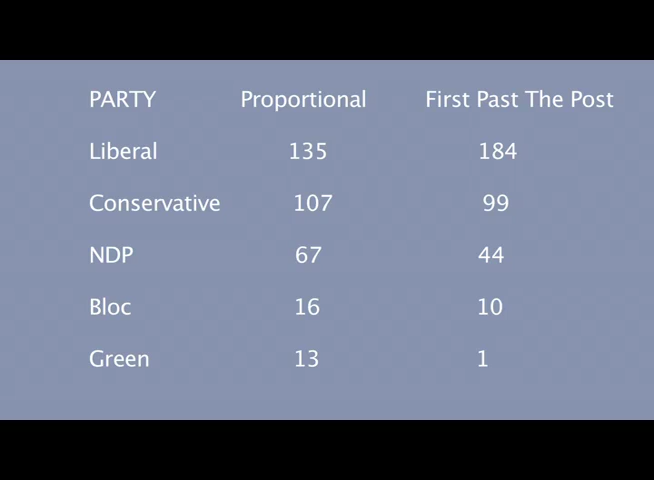 PARTY Proportional First Past The Post
Liberal 135 184
Conservative 107 99
NDP 67 44
Bloc 16 10
Green 13 1